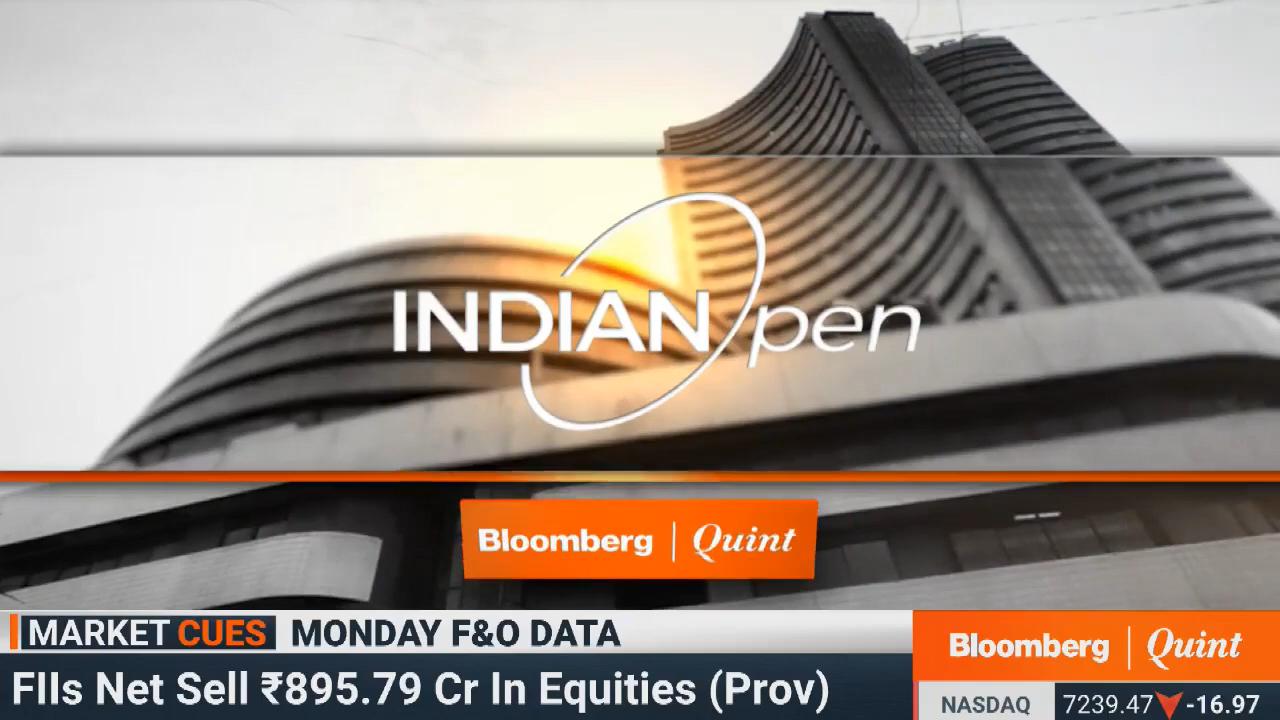 INDIAN Open
Bloomberg | Quint
MARKET CUES MONDAY F&O DATA
FIIs Net Sell ₹895.79 Cr In Equities (Prov)
Bloomberg | Quint
NASDAQ 7239.47 -16.97